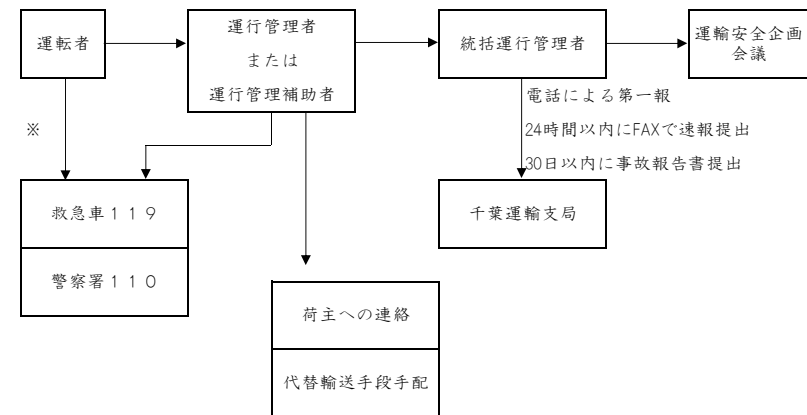 運転者
運行管理者
または
運行管理補助者
統括運行管理者
運輸安全企画
会議
※
電話による第一報
24時間以内にFAXで速報提出
30日以内に事故報告書提出
救急車１１９
警察署１１０
千葉運輸支局
荷主への連絡
代替輸送手段手配